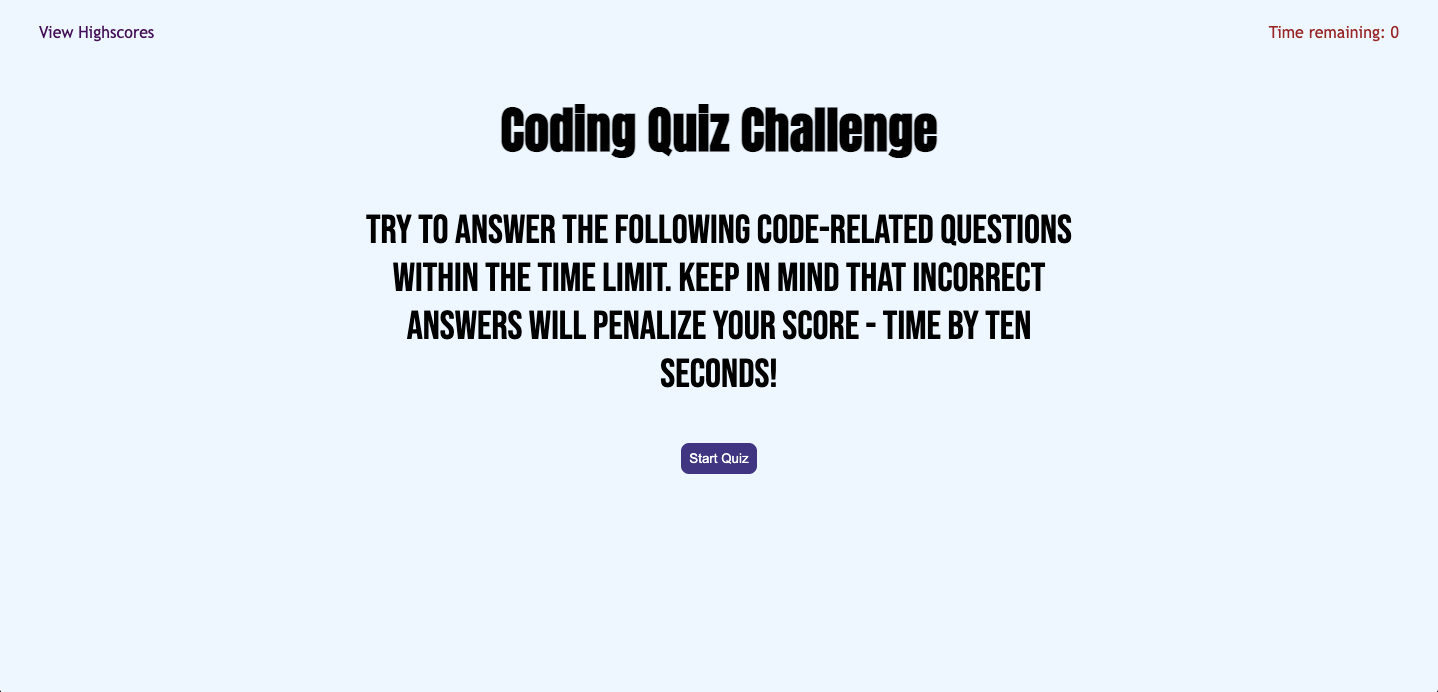 View Highscores
Time remaining: 0
Coding Quiz Challenge
TRY TO ANSWER THE FOLLOWING CODE-RELATED QUESTIONS
WITHIN THE TIME LIMIT. KEEP IN MIND THAT INCORRECT
ANSWERS WILL PENALIZE YOUR SCORE - TIME BY TEN
SECONDS!
Start Quiz